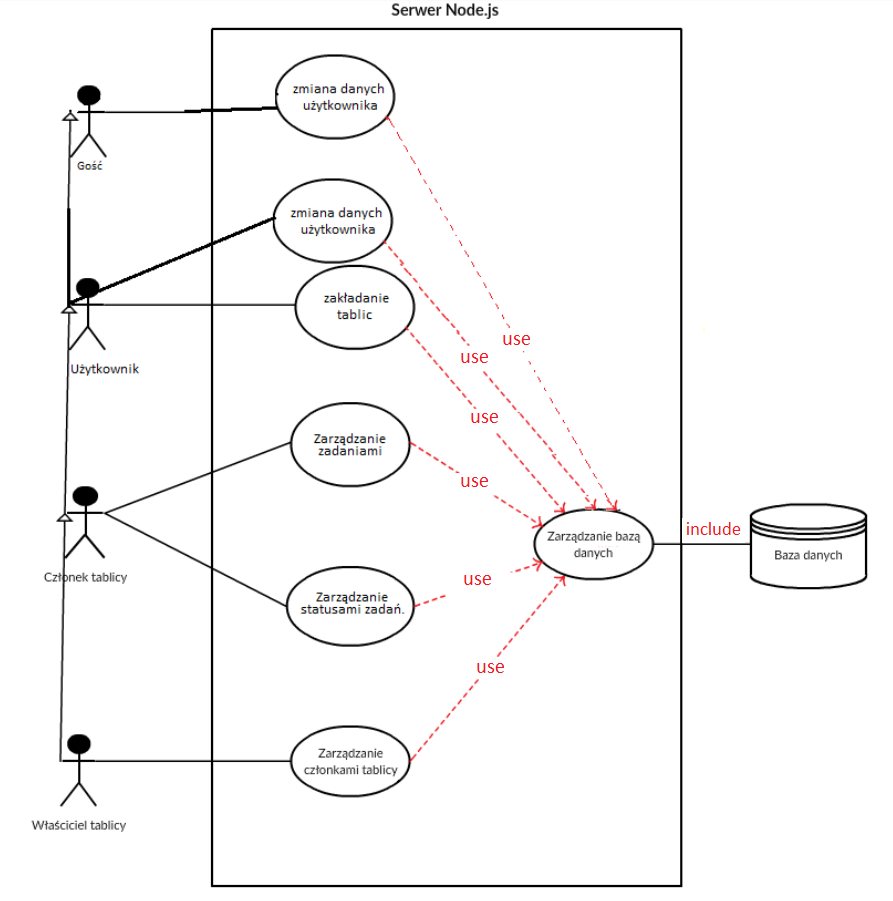 Serwer Node.js
zmiana danych
użytkownika
Gość
zmiana danych
użytkownika
zakładanie
tablic
use
use
Użytkownik
use
Zarządzanie
zadaniami
use
Zarządzanie bazą
danych
include
Baza danych
Członek tablicy
Zarządzanie
statusami zadań.
use
use
Zarządzanie
członkami tablicy
Właściciel tablicy